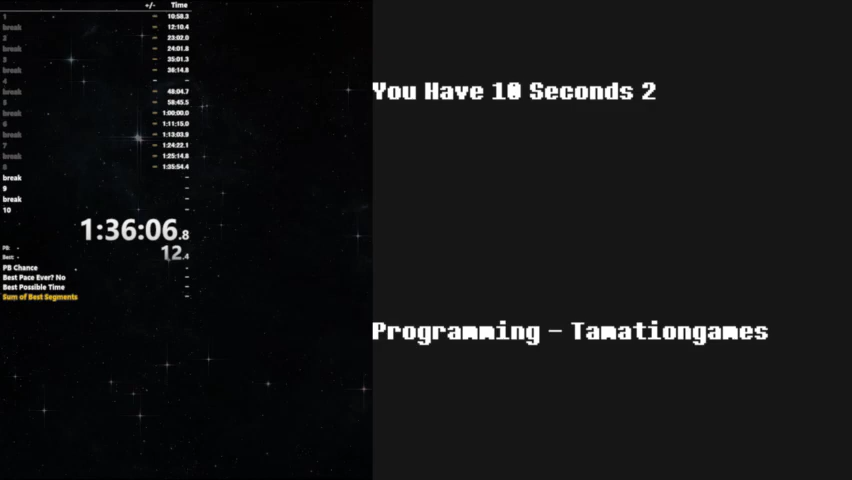 +/- Time
1 — 10:58.3
break — 12:10.4
2 — 23:02.0
break — 24:01.8
3 — 35:01.3
break — 36:14.8
4 — –
break — 48:04.7
5 — 58:45.5
break — 1:00:00.0
6 — 1:11:15.0
break — 1:13:03.9
7 — 1:24:22.1
break — 1:25:14.8
8 — 1:35:54.4
break –
9 –
break –
10 –
1:36:06.8
PB: -
12.4
Best: -
PB Chance -
Best Pace Ever? No -
Best Possible Time -
Sum of Best Segments -
You Have 10 Seconds 2
Programming - Tamationgames